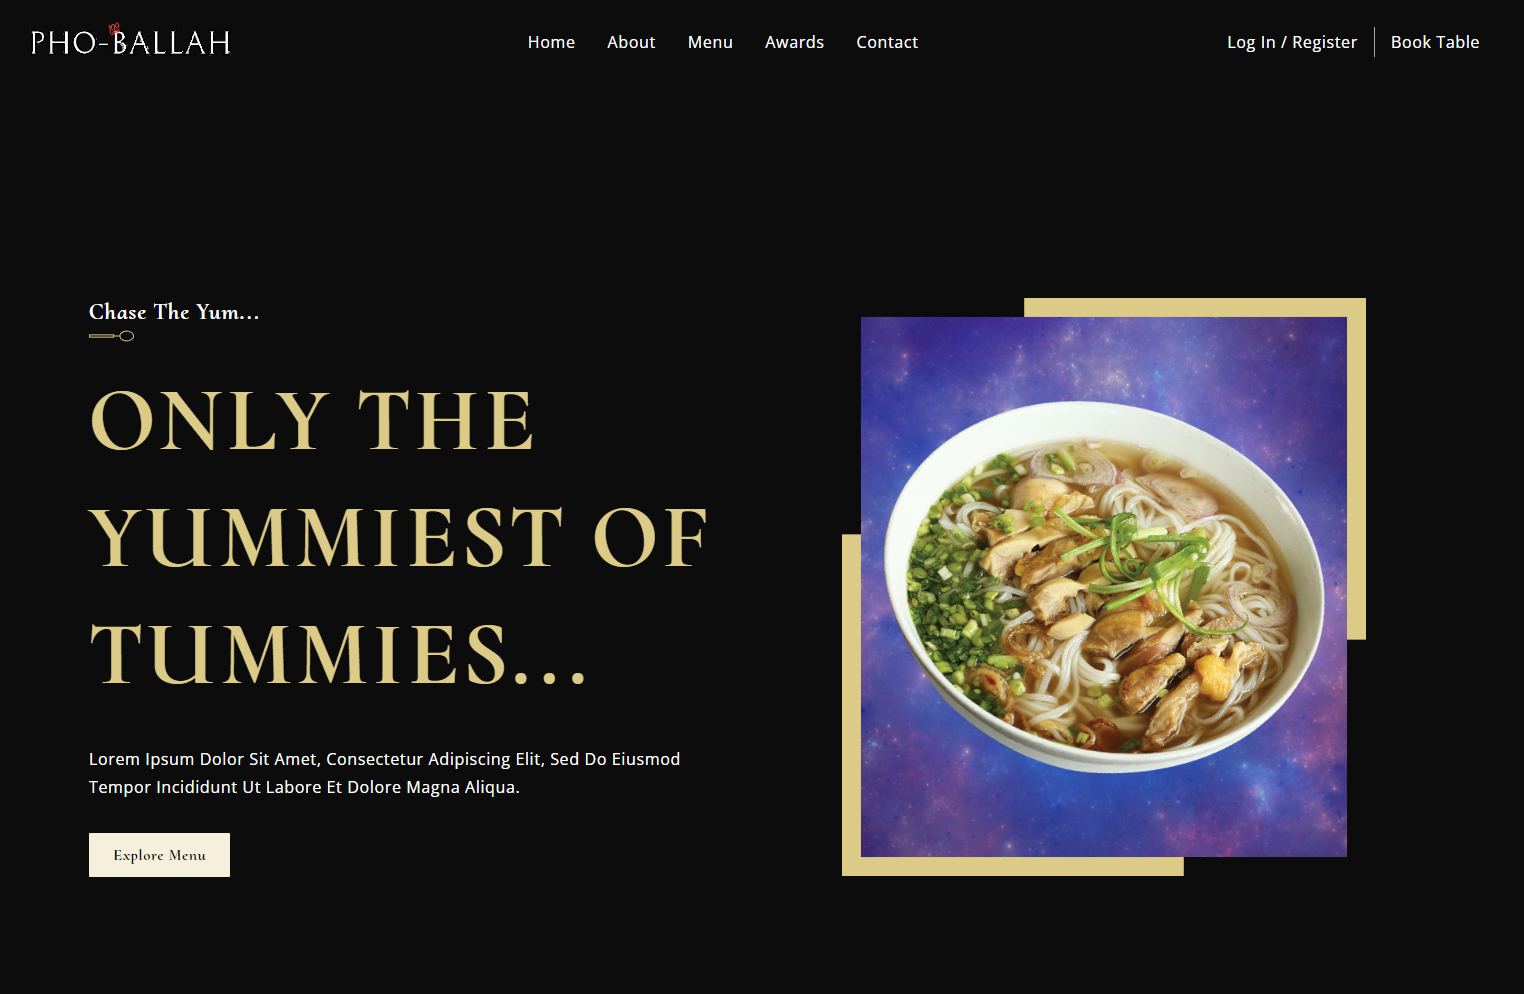 PHO-BALLAH
Home About Menu Awards Contact
Log In / Register Book Table
Chase The Yum...
ONLY THE
YUMMIEST OF
TUMMIES...
Lorem Ipsum Dolor Sit Amet, Consectetur Adipiscing Elit, Sed Do Eiusmod
Tempor Incididunt Ut Labore Et Dolore Magna Aliqua.
Explore Menu